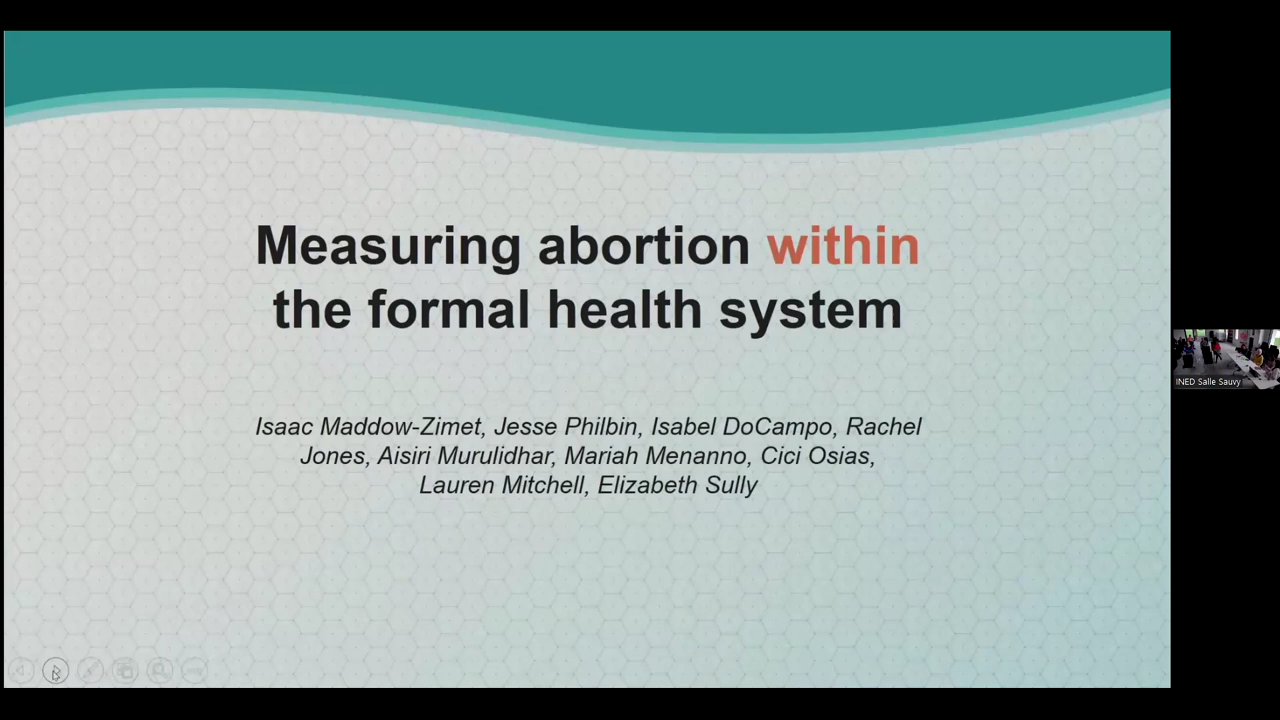 Measuring abortion within
the formal health system
Isaac Maddow-Zimet, Jesse Philbin, Isabel DoCampo, Rachel
Jones, Aisiri Murulidhar, Mariah Menanno, Cici Osias,
Lauren Mitchell, Elizabeth Sully
INED Salle Sauvy